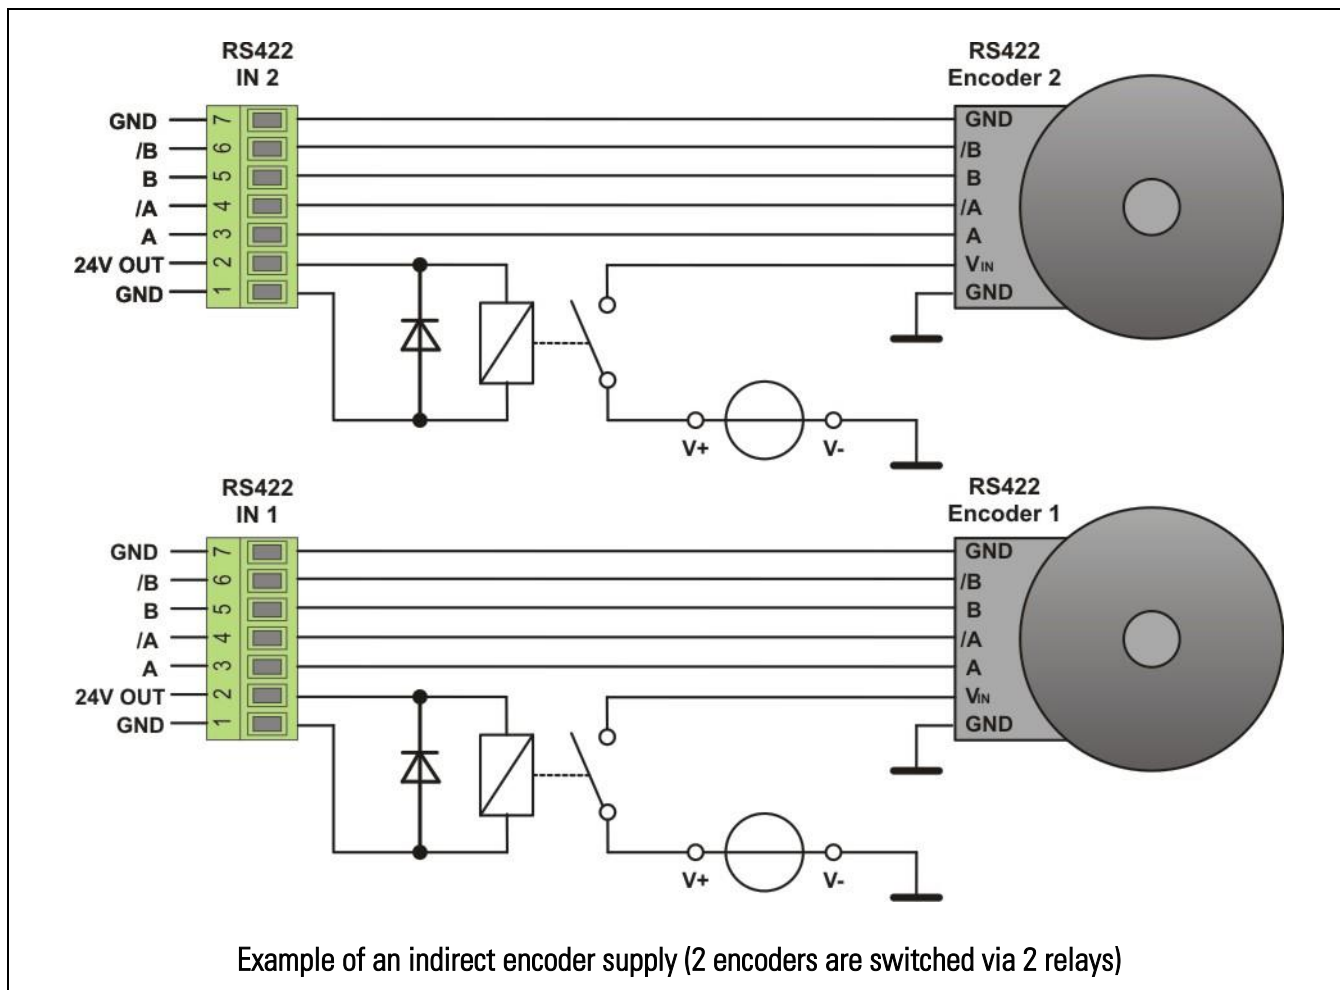 RS422
IN 2
RS422
Encoder 2
GND 7 GND
/B 6 /B
B 5 B
/A 4 /A
A 3 A
24V OUT 2 VIN
GND 1 GND
V+ V-
RS422
IN 1
RS422
Encoder 1
GND 7 GND
/B 6 /B
B 5 B
/A 4 /A
A 3 A
24V OUT 2 VIN
GND 1 GND
V+ V-
Example of an indirect encoder supply (2 encoders are switched via 2 relays)